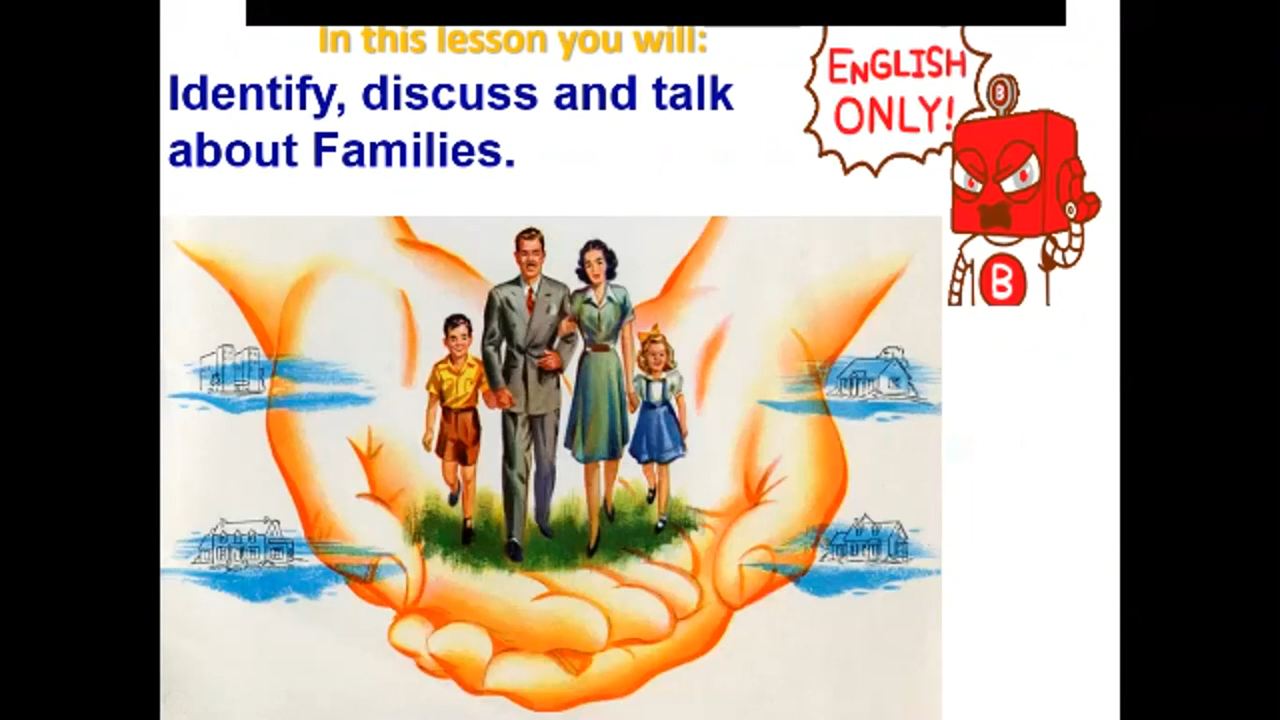 In this lesson you will:
Identify, discuss and talk
about Families.
ENGLISH
ONLY!
B
B